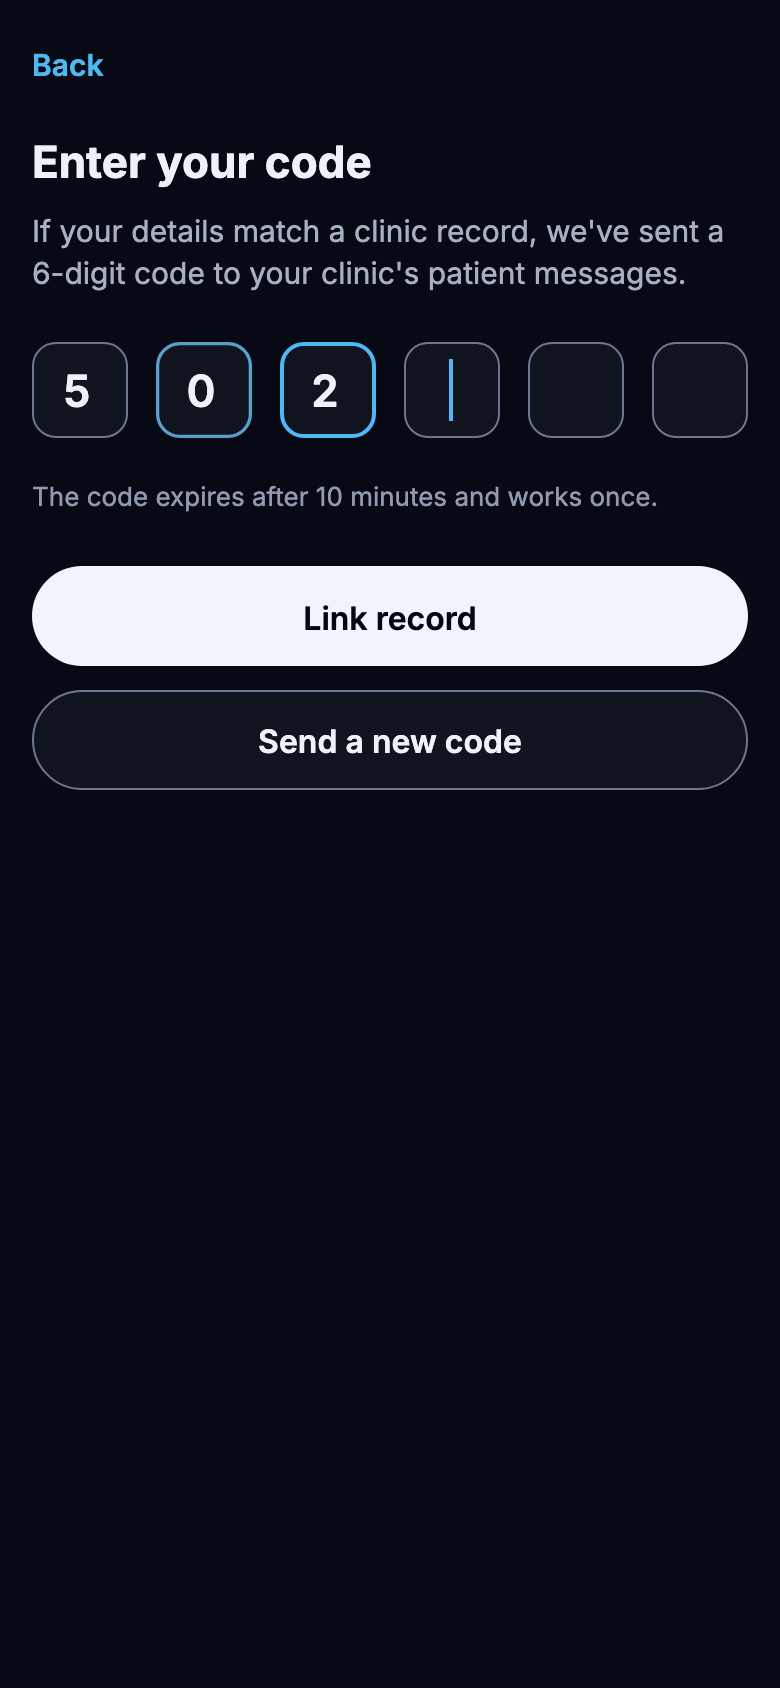 Back
Enter your code
If your details match a clinic record, we've sent a
6-digit code to your clinic's patient messages.
5 0 2
The code expires after 10 minutes and works once.
Link record
Send a new code